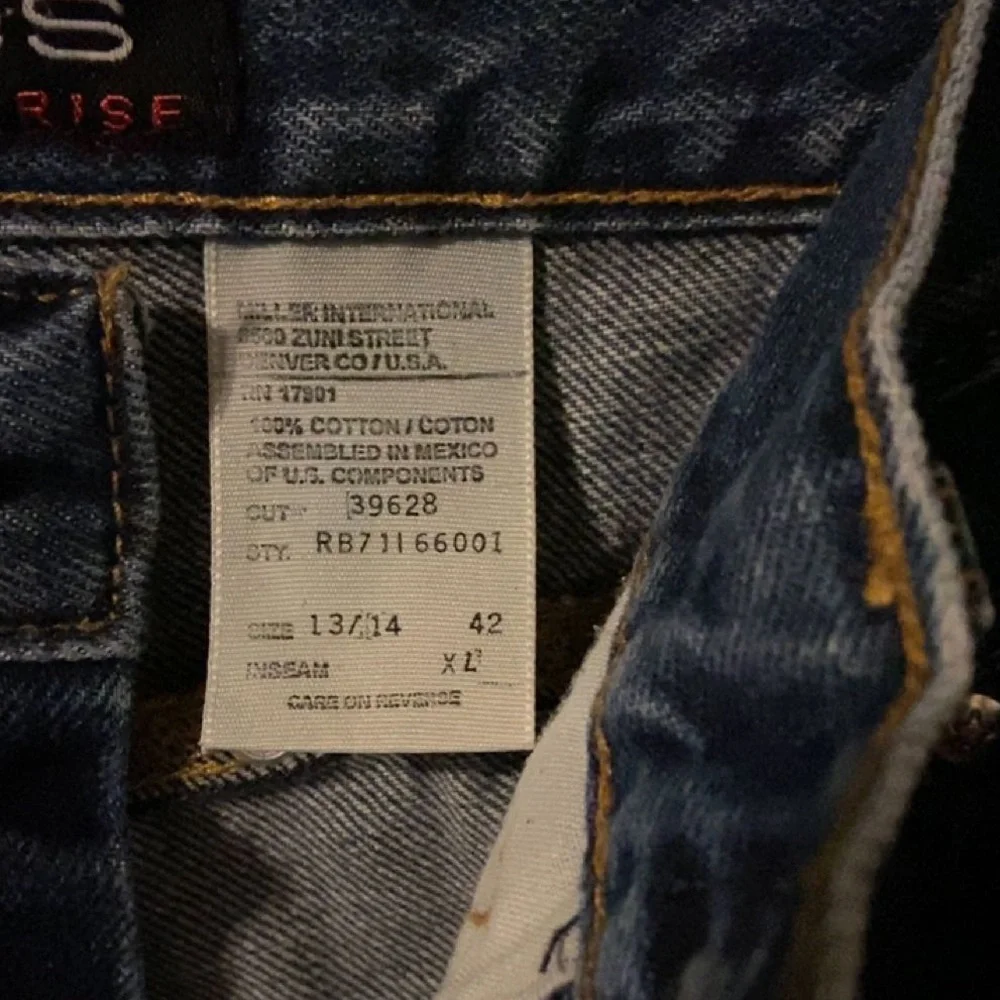 S
RISE
MILLER INTERNATIONAL
8500 ZUNI STREET
DENVER CO / U.S.A.
RN 17901
100% COTTON / COTON
ASSEMBLED IN MEXICO
OF U.S. COMPONENTS
CUT 39628
STY. RB71166001
SIZE 13/14 42
INSEAM XL
CARE ON REVERSE